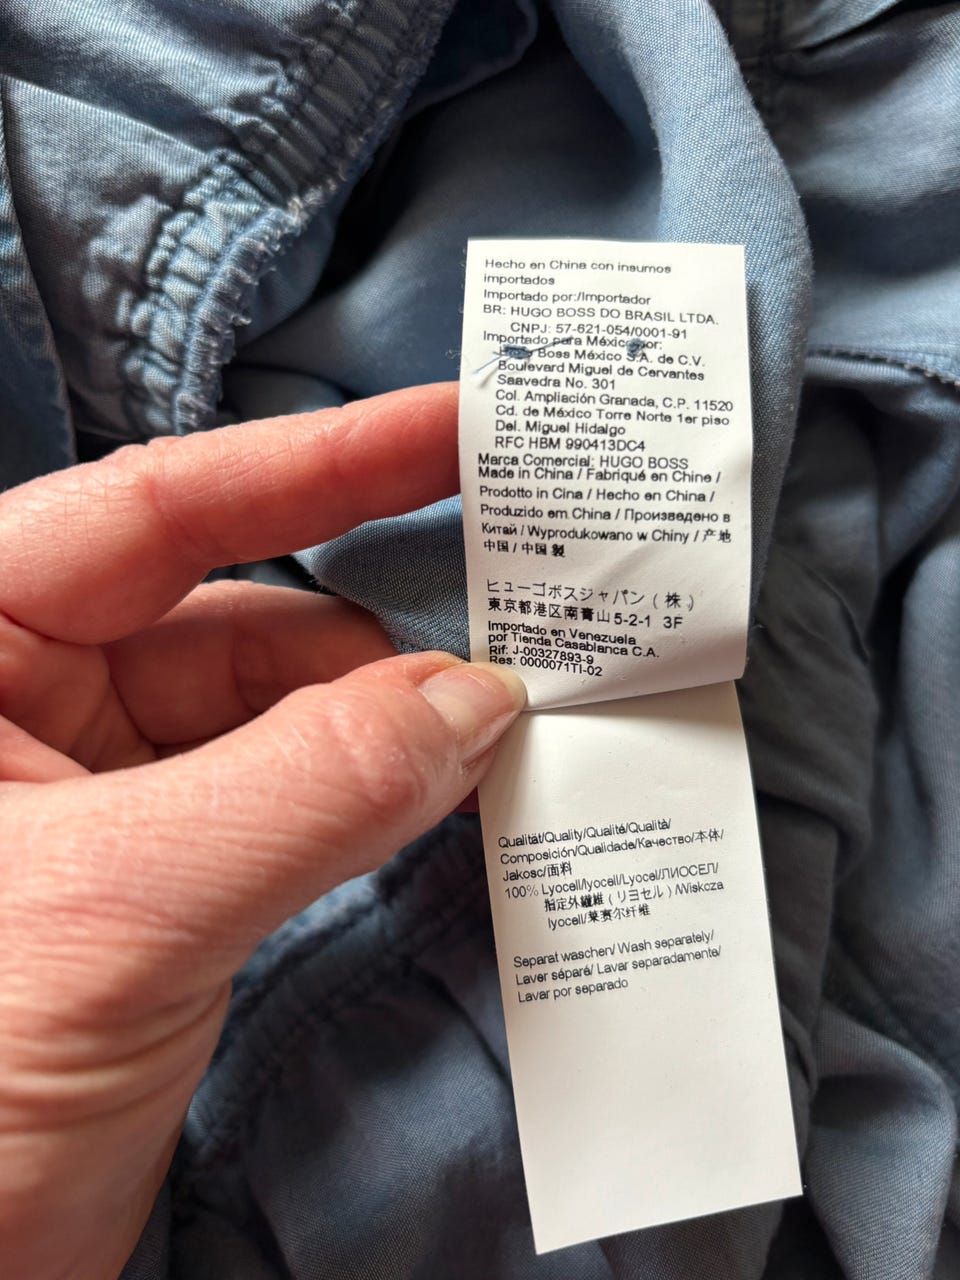 Hecho en China con insumos
importados
Importado por:/Importador
BR: HUGO BOSS DO BRASIL LTDA.
CNPJ: 57-621-054/0001-91
Importado para México por:
Boss México S.A. de C.V.
Boulevard Miguel de Cervantes
Saavedra No. 301
Col. Ampliación Granada, C.P. 11520
Cd. de México Torre Norte 1er piso
Del. Miguel Hidalgo
RFC HBM 990413DC4
Marca Comercial: HUGO BOSS
Made in China / Fabriqué en Chine /
Prodotto in Cina / Hecho en China /
Produzido em China / Произведено в
Китай / Wyprodukowano w Chiny / 产地
中国 / 中国 製
ヒューゴボスジャパン ( 株 )
東京都港区南青山 5-2-1 3F
Importado en Venezuela
por Tienda Casablanca C.A.
Rif: J-00327893-9
Res: 0000071TI-02
Qualität/Quality/Qualité/Qualità/
Composición/Qualidade/Качество/本体/
Jakosc/面料
100% Lyocell/lyocell/Lyocel/ЛИОСЕЛ/
指定外繊維 ( リヨセル ) /Wiskcza
lyocell/莱赛尔纤维
Separat waschen/ Wash separately/
Laver séparé/ Lavar separadamente/
Lavar por separado